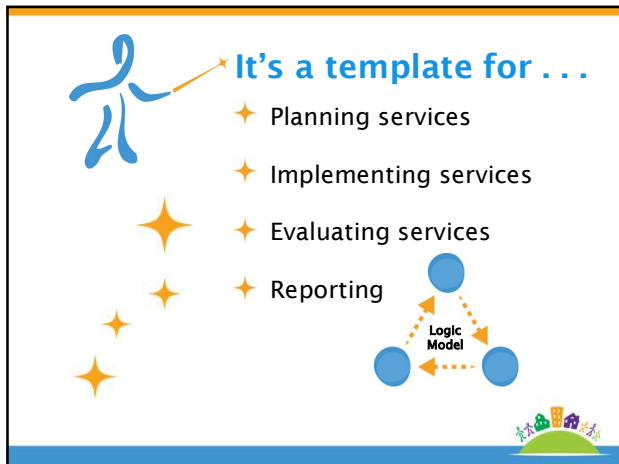 It's a template for . . .
Planning services
Implementing services
Evaluating services
Reporting
Logic
Model